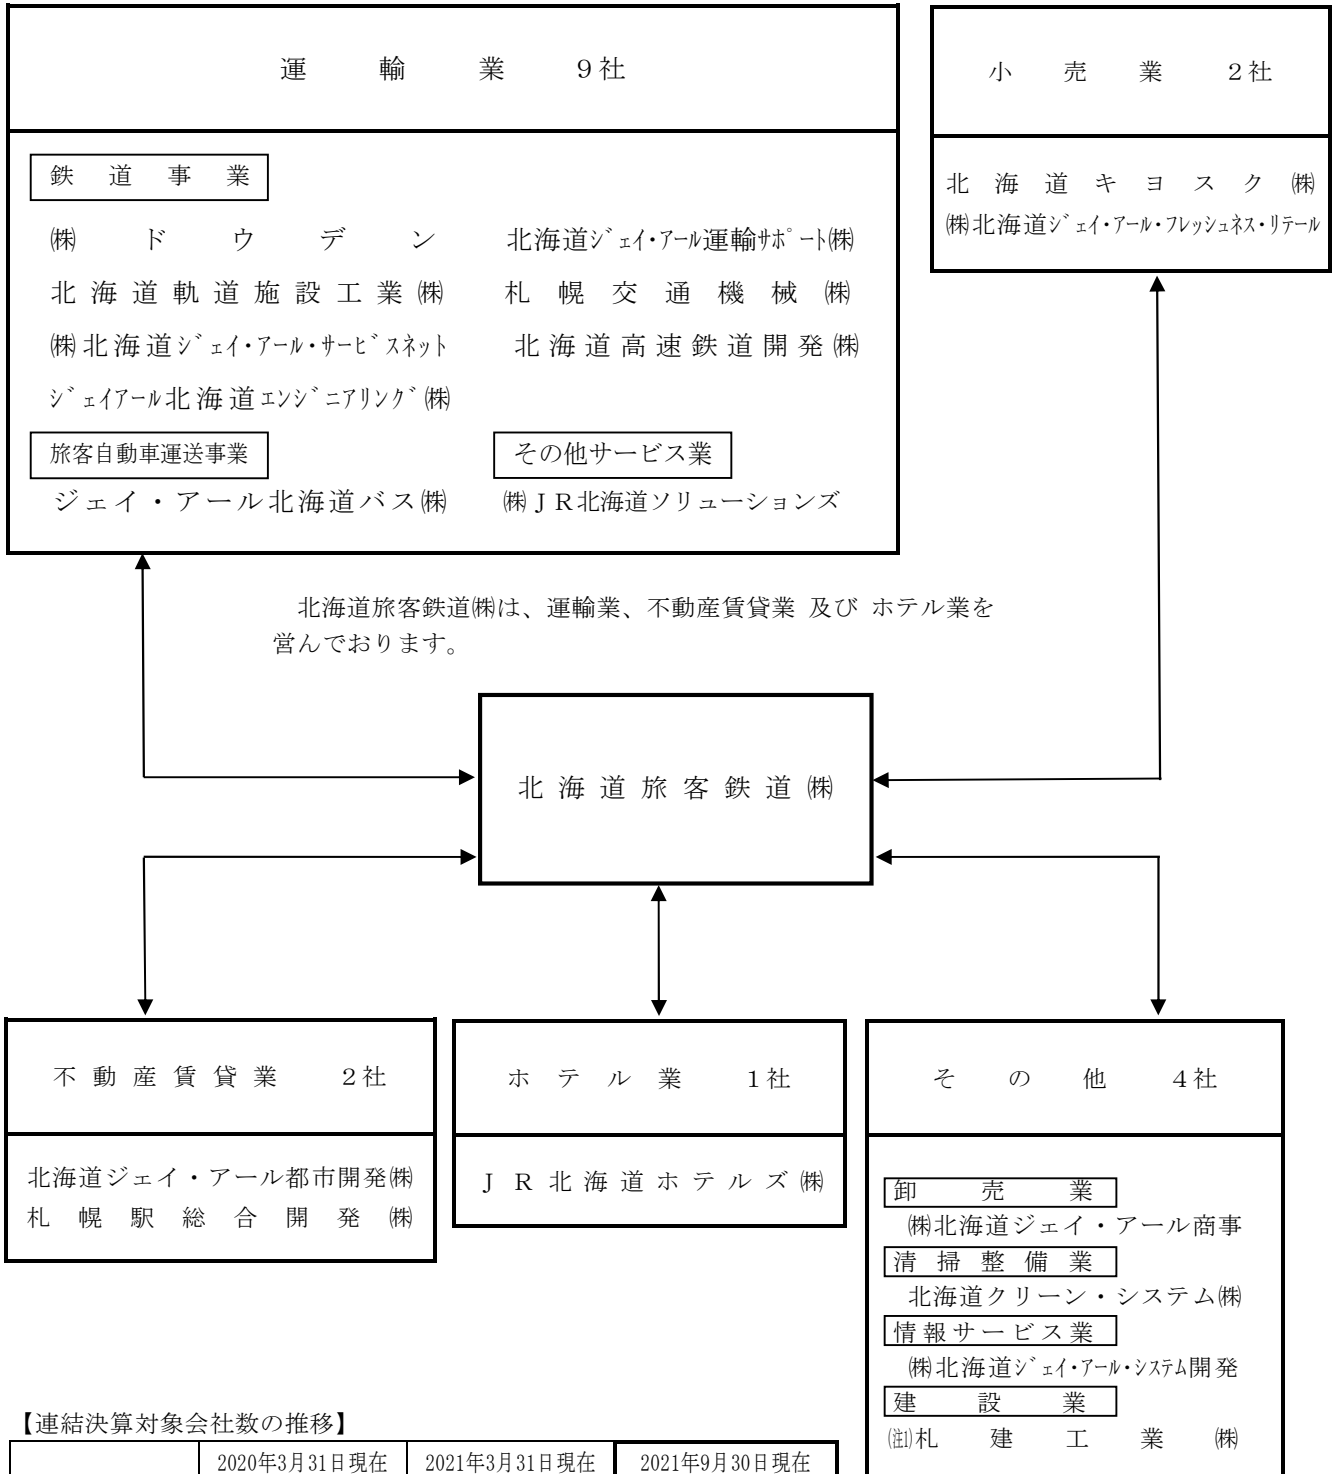 運輸業 9社
鉄道事業
㈱ドウデン 北海道ジェイ・アール運輸サポート㈱
北海道軌道施設工業㈱ 札幌交通機械㈱
㈱北海道ジェイ・アール・サービスネット 北海道高速鉄道開発㈱
ジェイアール北海道エンジニアリング㈱
旅客自動車運送事業 その他サービス業
ジェイ・アール北海道バス㈱ ㈱JR北海道ソリューションズ
小売業 2社
北海道キヨスク㈱
㈱北海道ジェイ・アール・フレッシュネス・リテール
北海道旅客鉄道㈱は、運輸業、不動産賃貸業 及び ホテル業を
営んでおります。
北海道旅客鉄道㈱
不動産賃貸業 2社
北海道ジェイ・アール都市開発㈱
札幌駅総合開発㈱
ホテル業 1社
JR北海道ホテルズ㈱
その他 4社
卸売業
㈱北海道ジェイ・アール商事
清掃整備業
北海道クリーン・システム㈱
情報サービス業
㈱北海道ジェイ・アール・システム開発
建設業
(注1)札建工業㈱
【連結決算対象会社数の推移】
2020年3月31日現在 2021年3月31日現在 2021年9月30日現在